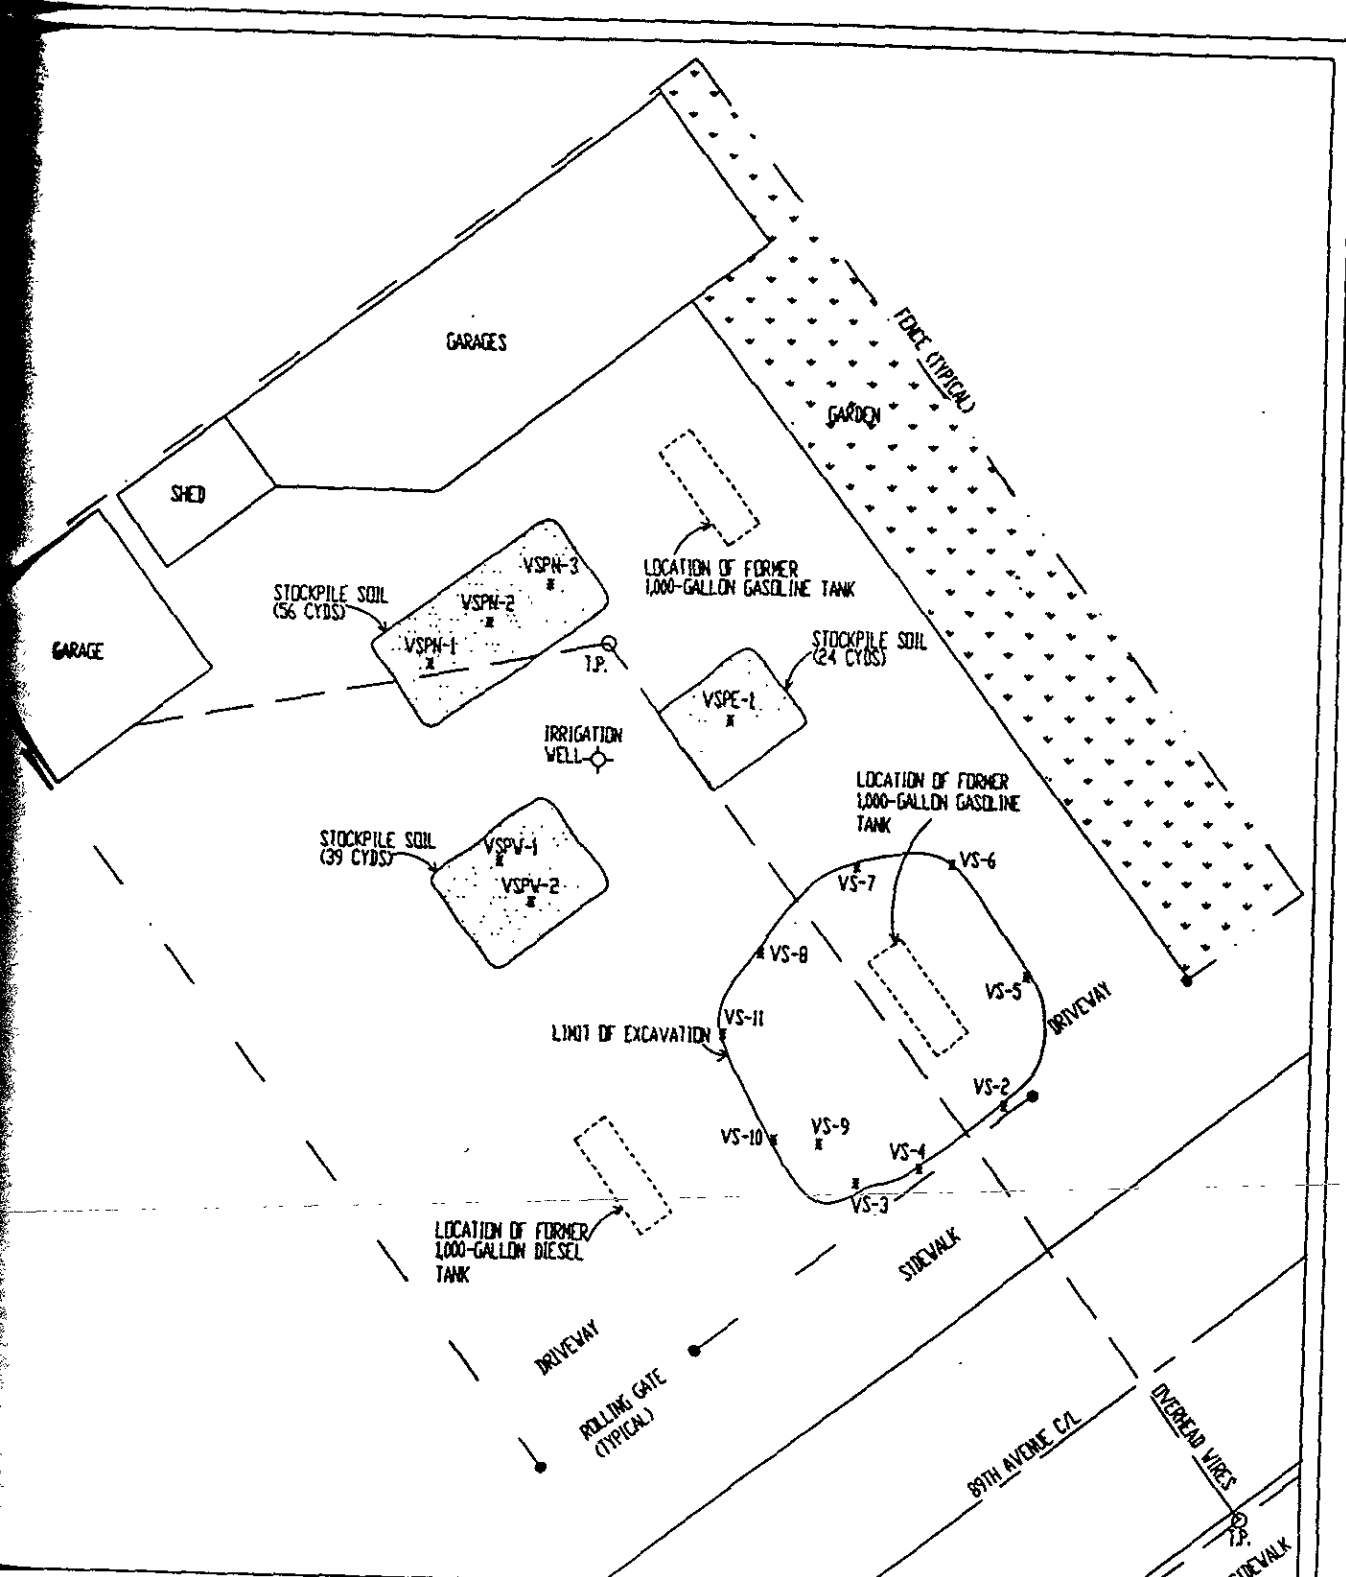 GARAGES
FENCE (TYPICAL)
GARDEN
SHED
LOCATION OF FORMER
1,000-GALLON GASOLINE TANK
STOCKPILE SOIL
(56 CYDS)
VSPN-3
VSPN-2
VSPN-1
GARAGE
T.P.
STOCKPILE SOIL
(24 CYDS)
VSPE-1
IRRIGATION
WELL
LOCATION OF FORMER
1,000-GALLON GASOLINE
TANK
STOCKPILE SOIL
(39 CYDS)
VSPW-1
VSPW-2
VS-7
VS-6
VS-8
VS-5
DRIVEWAY
VS-11
LIMIT OF EXCAVATION
VS-2
VS-10
VS-9
VS-4
VS-3
LOCATION OF FORMER
1,000-GALLON DIESEL
TANK
SIDEWALK
DRIVEWAY
ROLLING GATE
(TYPICAL)
89TH AVENUE C/L
OVERHEAD WIRES
T.P.
SIDEWALK